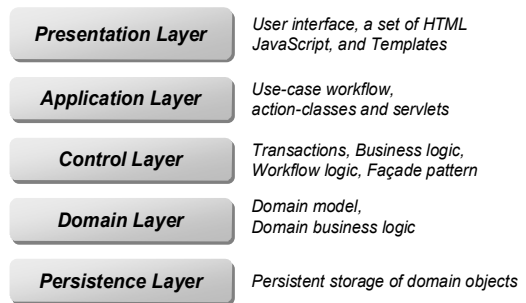 Presentation Layer
User interface, a set of HTML
JavaScript, and Templates
Application Layer
Use-case workflow,
action-classes and servlets
Control Layer
Transactions, Business logic,
Workflow logic, Façade pattern
Domain Layer
Domain model,
Domain business logic
Persistence Layer
Persistent storage of domain objects